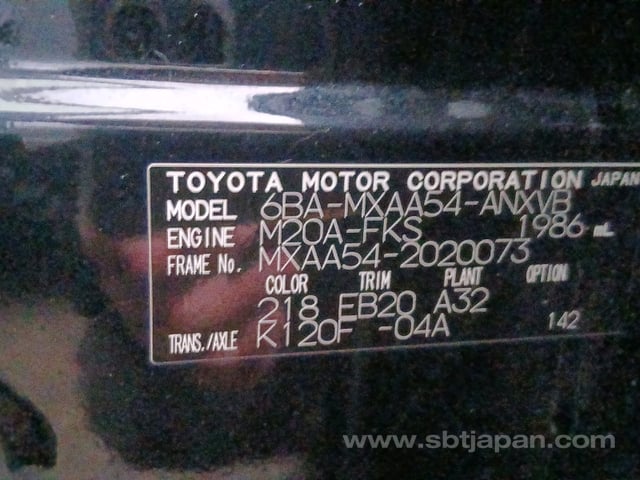 TOYOTA MOTOR CORPORATION JAPAN
MODEL 6BA-MXAA54-ANXVB
ENGINE M20A-FKS 1986 mL
FRAME No. MXAA54-2020073
COLOR TRIM PLANT OPTION
218 EB20 A32
TRANS./AXLE K120F -04A 142
www.sbtjapan.com